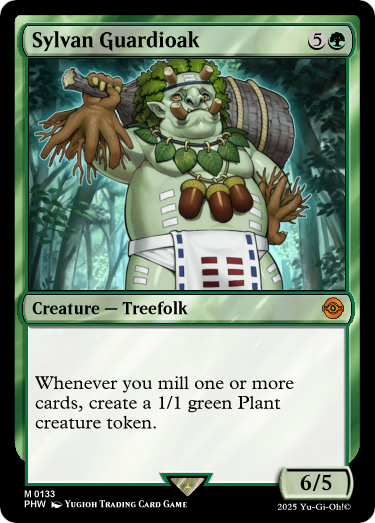 Sylvan Guardioak 5
Creature — Treefolk
Whenever you mill one or more
cards, create a 1/1 green Plant
creature token.
6/5
M 0133
PHW Yugioh Trading Card Game
2025 Yu-Gi-Oh!©